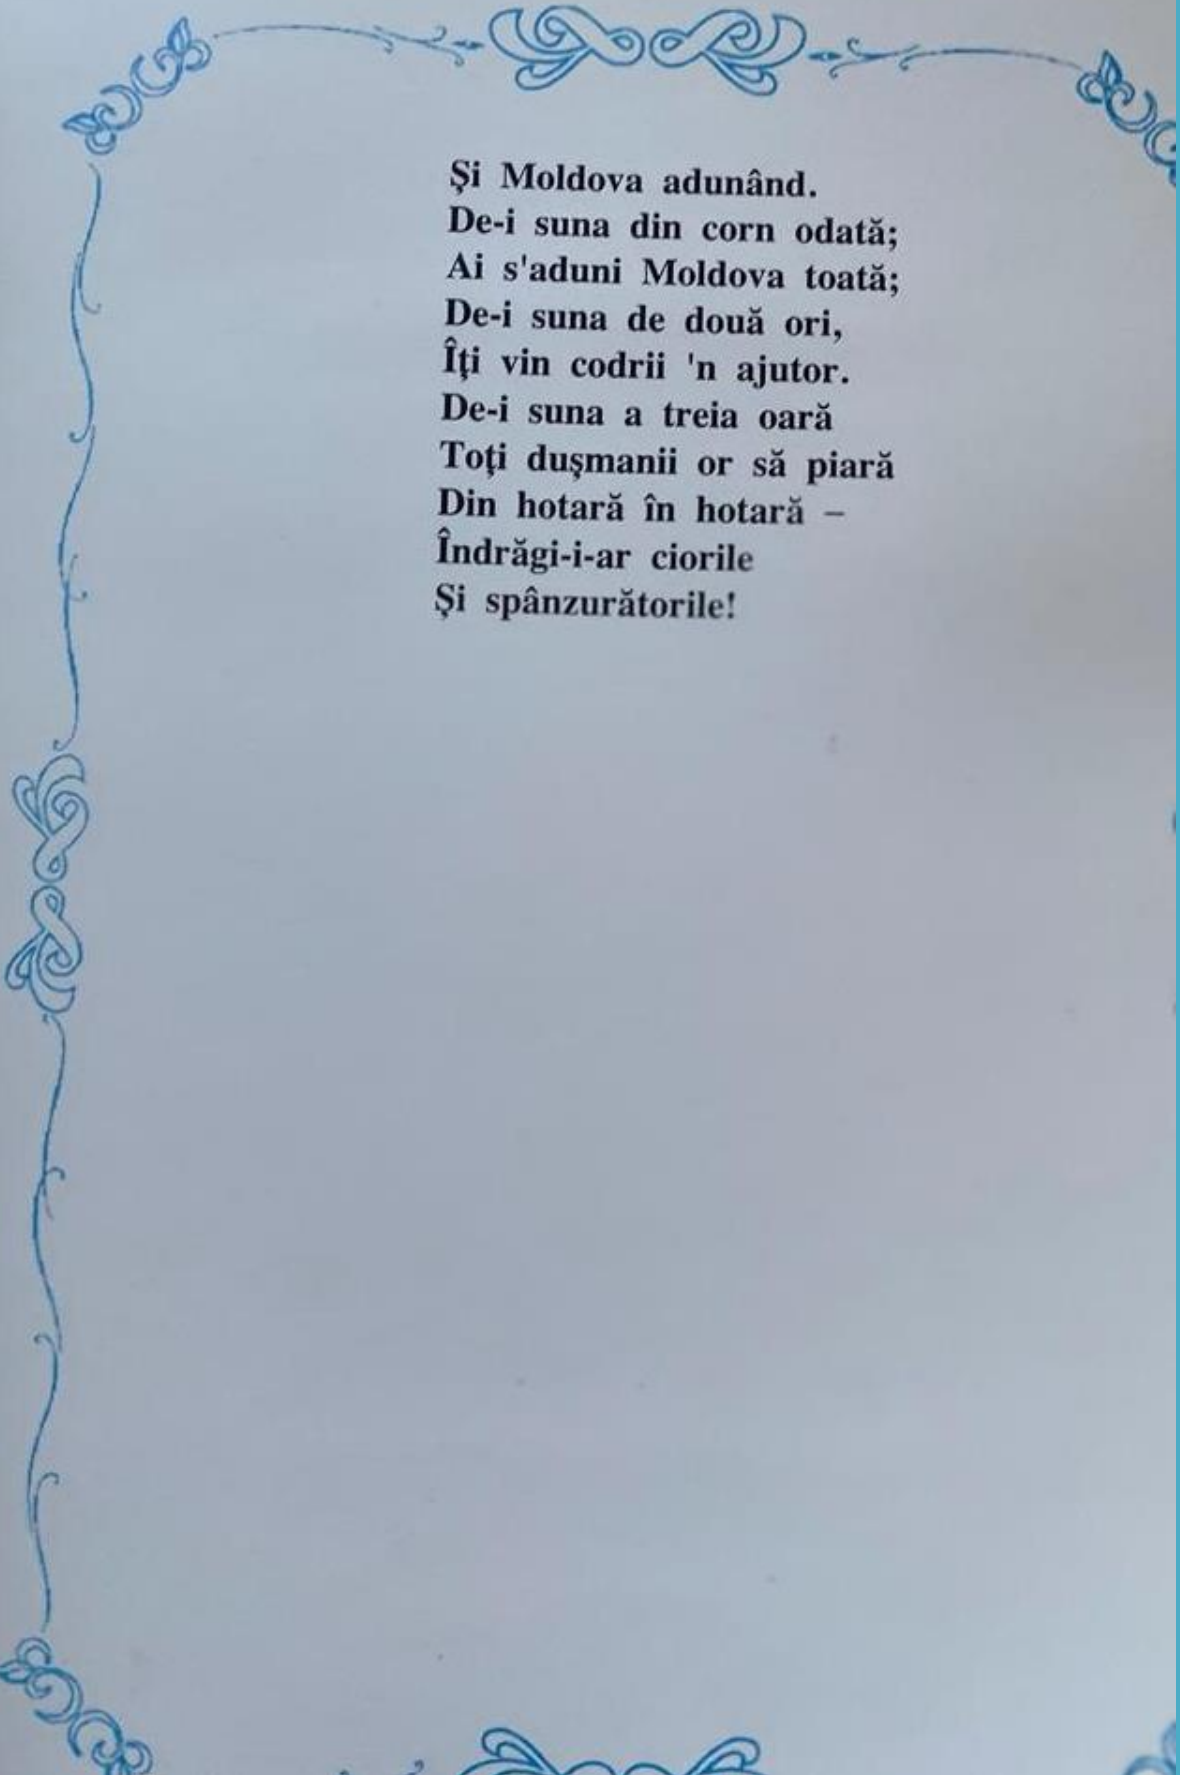 Şi Moldova adunând.
De-i suna din corn odată;
Ai s'aduni Moldova toată;
De-i suna de două ori,
Îţi vin codrii 'n ajutor.
De-i suna a treia oară
Toţi duşmanii or să piară
Din hotară în hotară –
Îndrăgi-i-ar ciorile
Şi spânzurătorile!